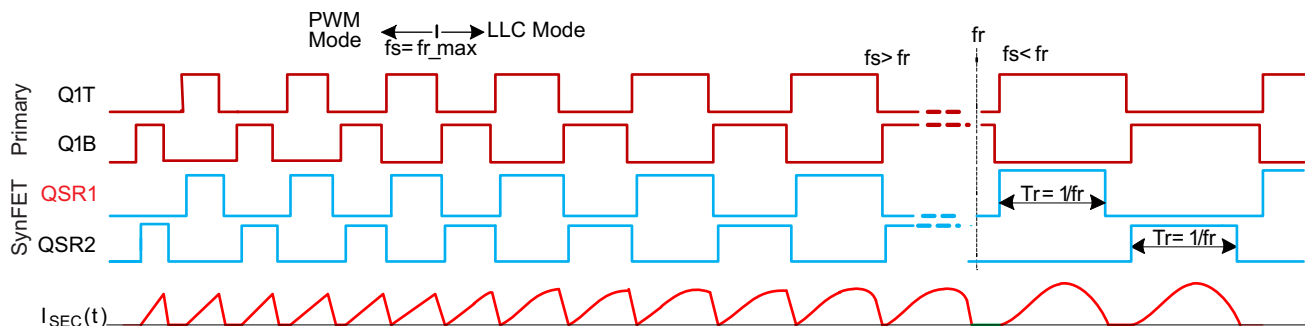 PWM Mode
fs= fr_max
LLC Mode
fs> fr
fr
fs< fr
Primary
Q1T
Q1B
SynFET
QSR1
Tr= 1/fr
QSR2
Tr= 1/fr
ISEC(t)